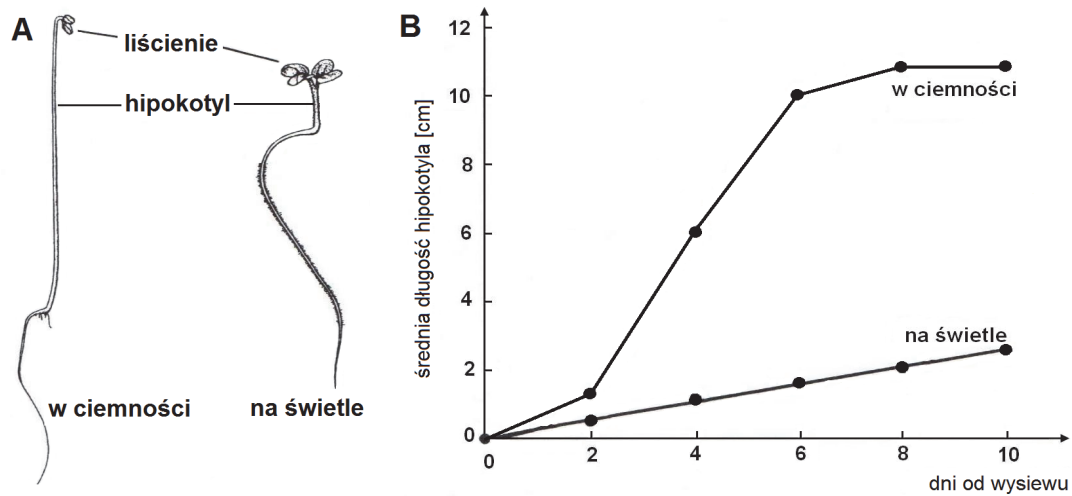 A
liścienie
hipokotyl
w ciemności
na świetle
B
średnia długość hipokotyla [cm]
12
10
8
6
4
2
0
w ciemności
na świetle
0 2 4 6 8 10
dni od wysiewu